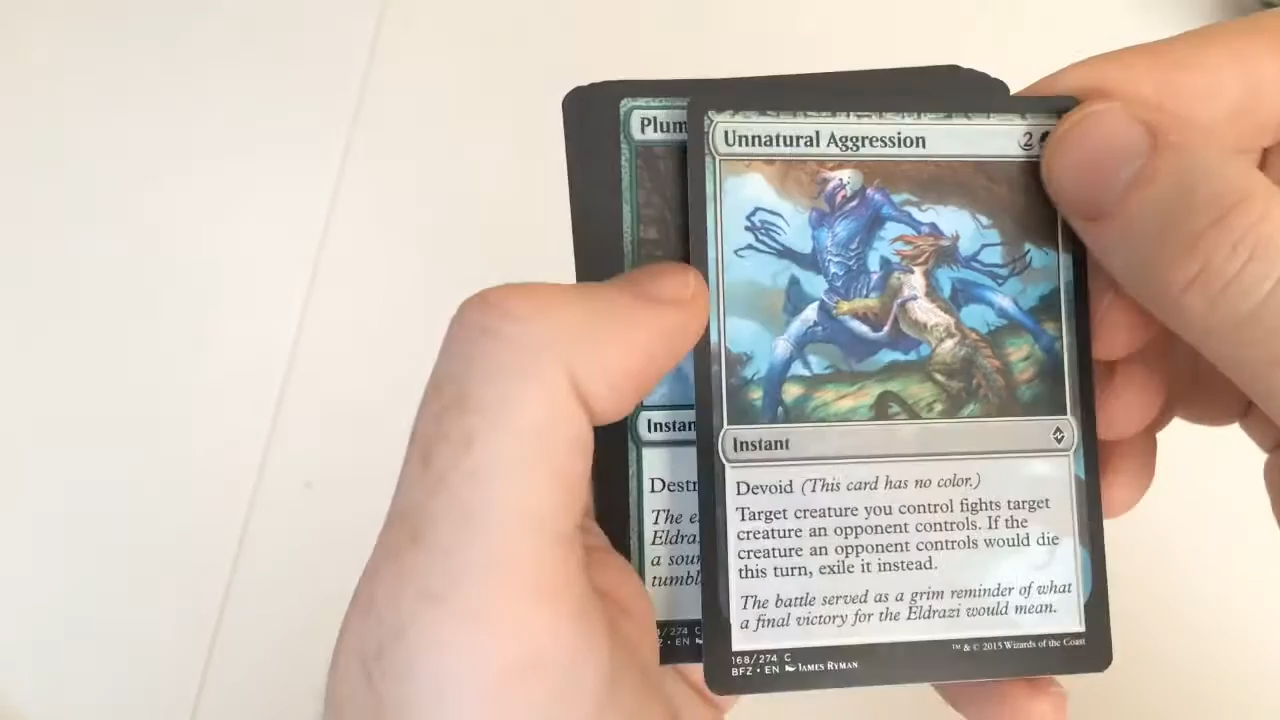 Plum
Unnatural Aggression
2
Instan
Instant
Destr
The e
Eldra
a sour
tumbl
Devoid (This card has no color.)
Target creature you control fights target
creature an opponent controls. If the
creature an opponent controls would die
this turn, exile it instead.
The battle served as a grim reminder of what
a final victory for the Eldrazi would mean.
/274 C
Z • EN
168/274 C
BFZ • EN JAMES RYMAN
™ & © 2015 Wizards of the Coast